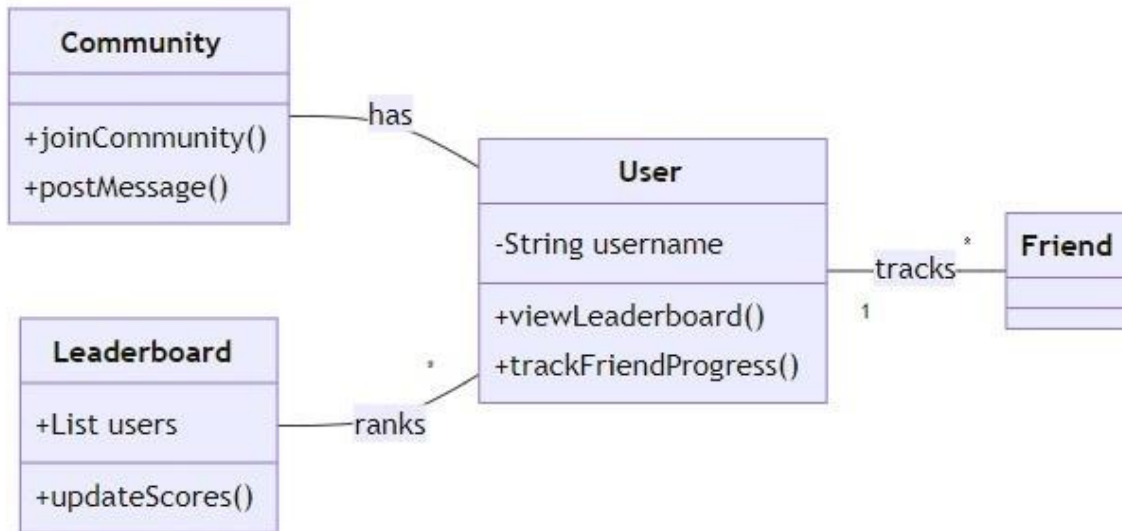 Community
+joinCommunity()
+postMessage()
has
User
-String username
+viewLeaderboard()
+trackFriendProgress()
*
tracks
1
Friend
Leaderboard
+List users
+updateScores()
*
ranks